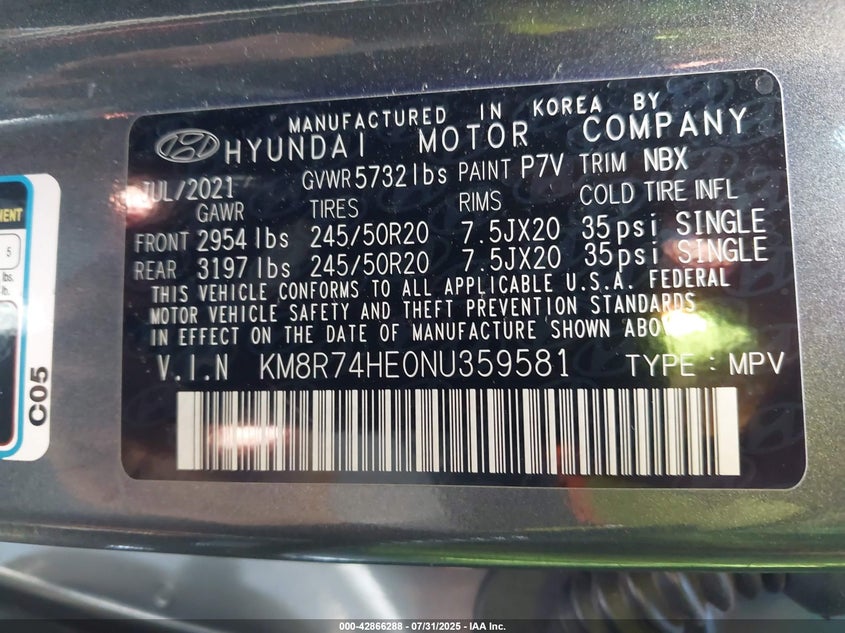 MANUFACTURED IN KOREA BY
HYUNDAI MOTOR COMPANY
JUL/2021 GVWR 5732 lbs PAINT P7V TRIM NBX
GAWR TIRES RIMS COLD TIRE INFL
FRONT 2954 lbs 245/50R20 7.5JX20 35 psi SINGLE
REAR 3197 lbs 245/50R20 7.5JX20 35 psi SINGLE
THIS VEHICLE CONFORMS TO ALL APPLICABLE U.S.A. FEDERAL
MOTOR VEHICLE SAFETY AND THEFT PREVENTION STANDARDS
IN EFFECT ON THE DATE OF MANUFACTURE SHOWN ABOVE
V.I.N KM8R74HE0NU359581 TYPE : MPV
5
lbs.
lb.
C05
000-42866288 - 07/31/2025 - IAA Inc.